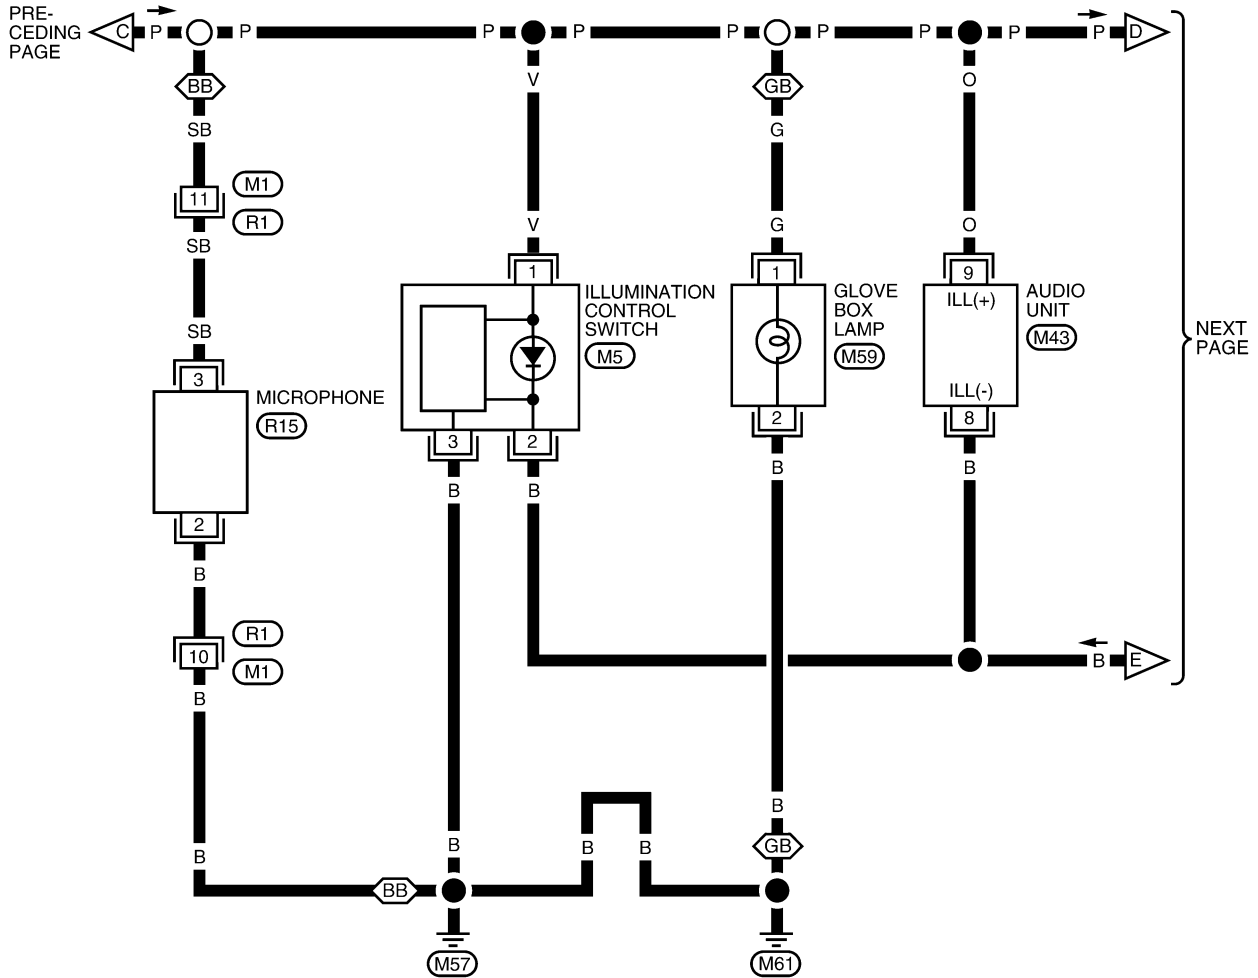 PRE-
CEDING
PAGE
C P P P P P P P P P D
BB V GB O
SB G
11 M1
R1
SB V G O
1 1 9
ILLUMINATION
CONTROL
SWITCH
M5
GLOVE
BOX
LAMP
M59
ILL(+)
AUDIO
UNIT
M43
NEXT
PAGE
SB
3
MICROPHONE
R15
ILL(-)
3 2 2 8
B B B B
2
B
R1
10
M1
B
B E
B
B B B B
GB
BB
M57 M61